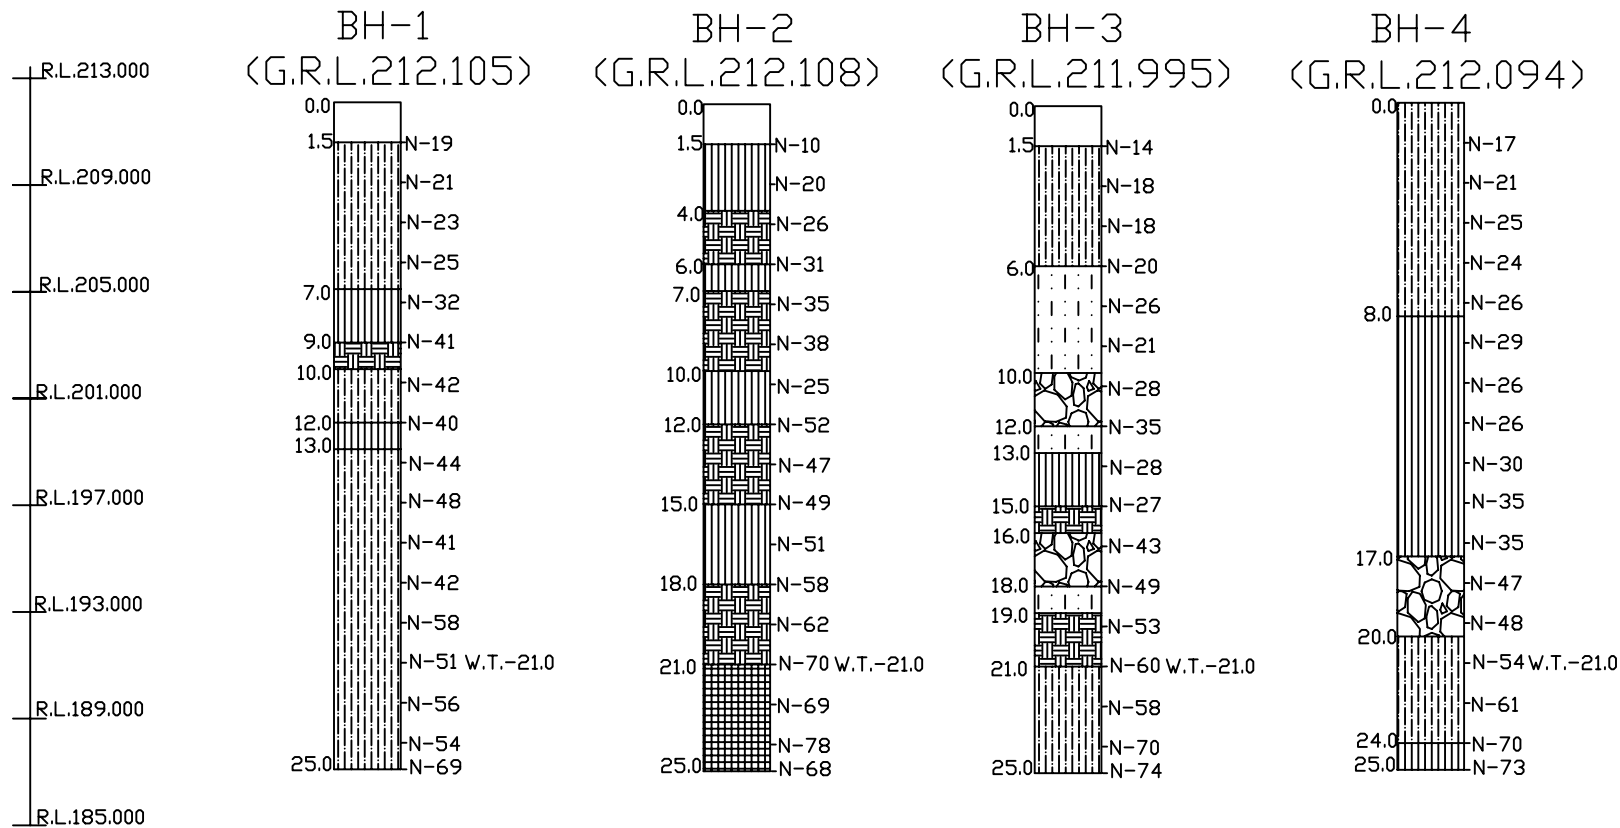 BH-1
(G.R.L.212.105)
BH-2
(G.R.L.212.108)
BH-3
(G.R.L.211.995)
BH-4
(G.R.L.212.094)
R.L.213.000
R.L.209.000
R.L.205.000
R.L.201.000
R.L.197.000
R.L.193.000
R.L.189.000
R.L.185.000
0.0
1.5 N-19
N-21
N-23
N-25
7.0
N-32
9.0 N-41
10.0
N-42
12.0 N-40
13.0
N-44
N-48
N-41
N-42
N-58
N-51 W.T.-21.0
N-56
N-54
25.0 N-69
0.0
1.5 N-10
N-20
4.0
N-26
6.0 N-31
7.0
N-35
N-38
10.0
N-25
12.0 N-52
N-47
15.0 N-49
N-51
18.0 N-58
N-62
21.0 N-70 W.T.-21.0
N-69
N-78
25.0 N-68
0.0
1.5 N-14
N-18
N-18
6.0 N-20
N-26
N-21
10.0
N-28
12.0 N-35
13.0
N-28
15.0 N-27
16.0
N-43
18.0 N-49
19.0
N-53
21.0 N-60 W.T.-21.0
N-58
N-70
25.0 N-74
0.0
N-17
N-21
N-25
N-24
N-26
8.0
N-29
N-26
N-26
N-30
N-35
N-35
17.0
N-47
N-48
20.0
N-54 W.T.-21.0
N-61
24.0 N-70
25.0 N-73